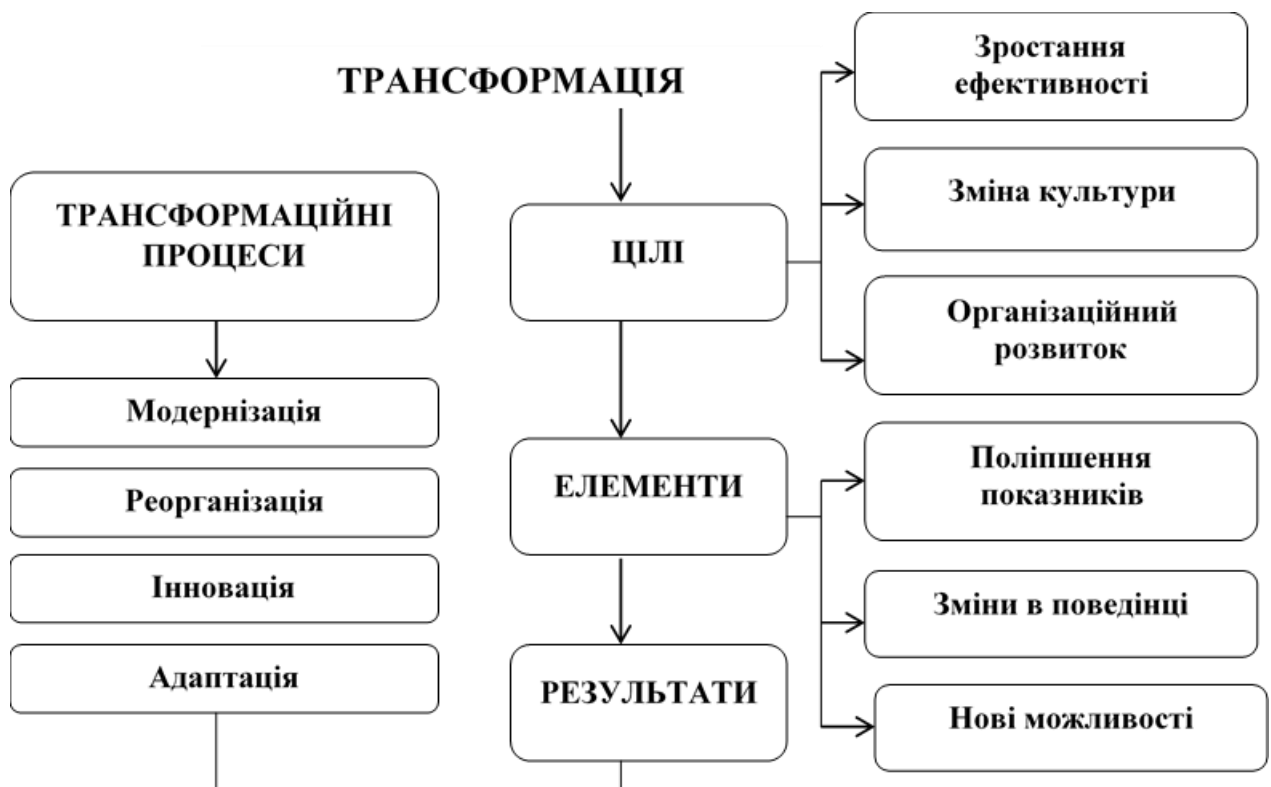 ТРАНСФОРМАЦІЯ
ТРАНСФОРМАЦІЙНІ
ПРОЦЕСИ
Модернізація
Реорганізація
Інновація
Адаптація
ЦІЛІ
ЕЛЕМЕНТИ
РЕЗУЛЬТАТИ
Зростання
ефективності
Зміна культури
Організаційний
розвиток
Поліпшення
показників
Зміни в поведінці
Нові можливості